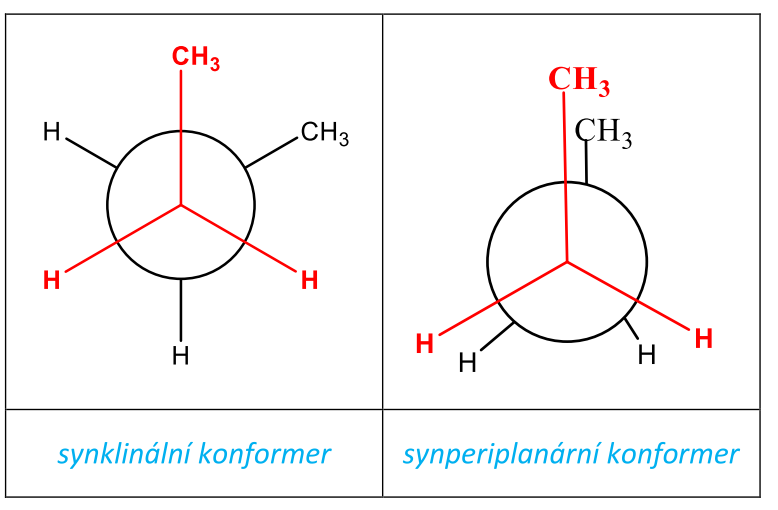 CH3
H
CH3
H
H
H
synklinální konformer
CH3
CH3
H
H
H
H
synperiplanární konformer